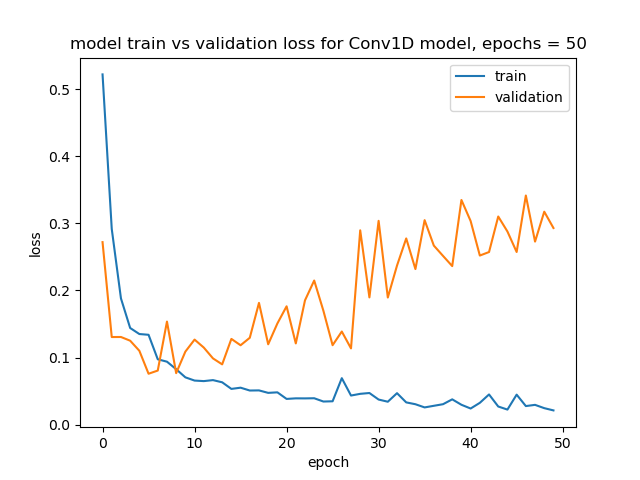 model train vs validation loss for Conv1D model, epochs = 50
train
validation
loss
0.5
0.4
0.3
0.2
0.1
0.0
0 10 20 30 40 50
epoch